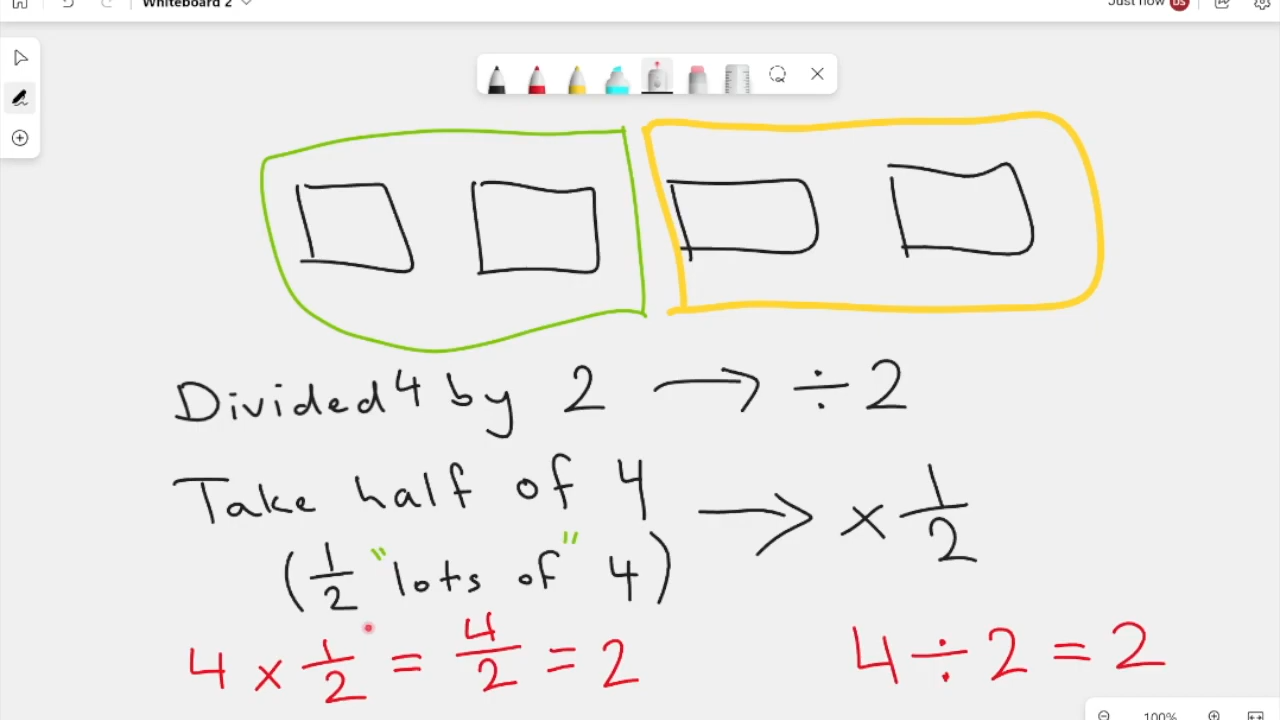 Whiteboard 2
Just now DS
Divided 4 by 2 → ÷ 2
Take half of 4 → × 1/2
(1/2 "lots of" 4)
4 × 1/2 = 4/2 = 2
4 ÷ 2 = 2
100%